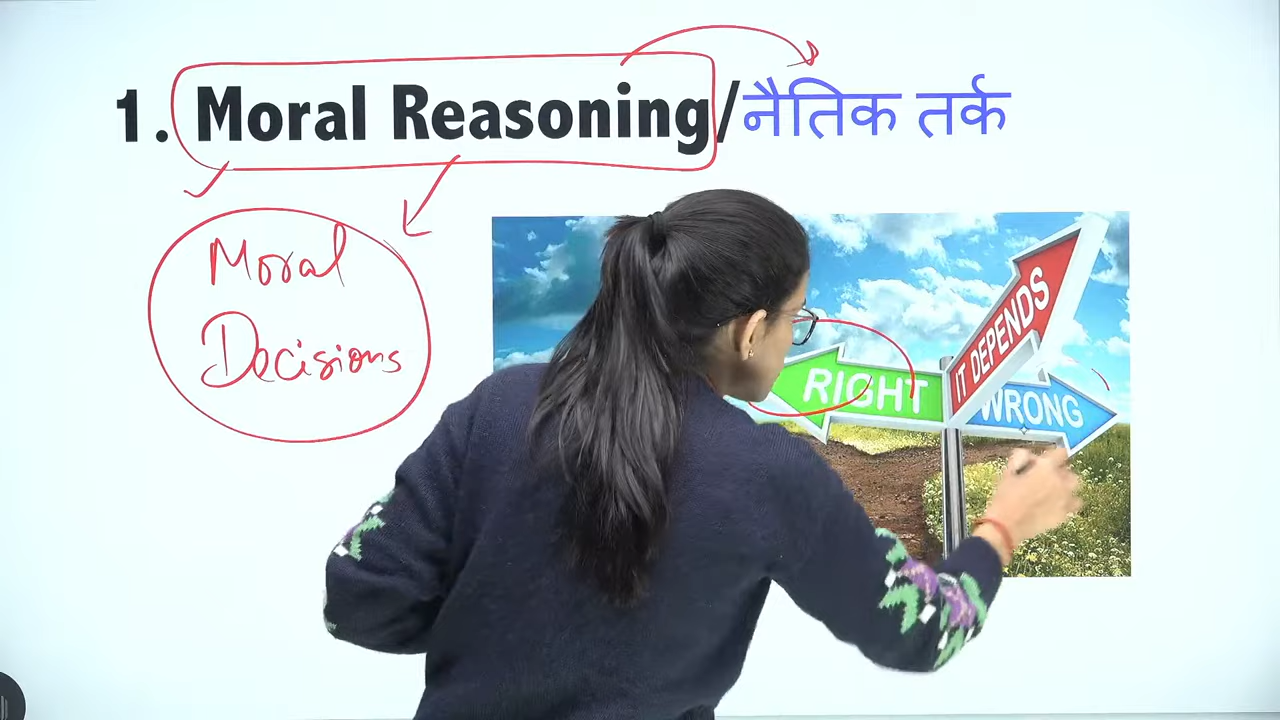 1. Moral Reasoning/नैतिक तर्क
Moral
Decisions
RIGHT
IT DEPENDS
WRONG